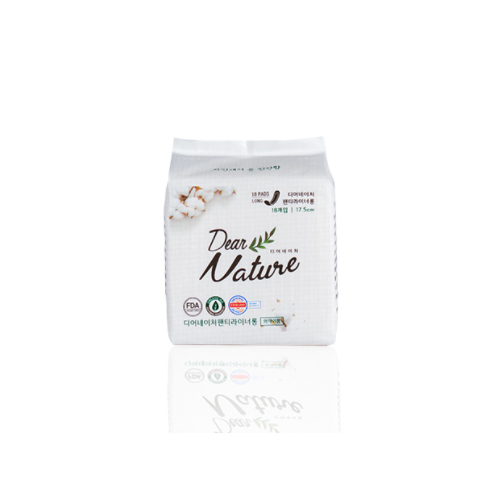 18 PADS
LONG
디어네이처
팬티라이너롱
18개입 | 17.5cm
Dear
디어네이처
Nature
FDA
디어네이처팬티라이너롱